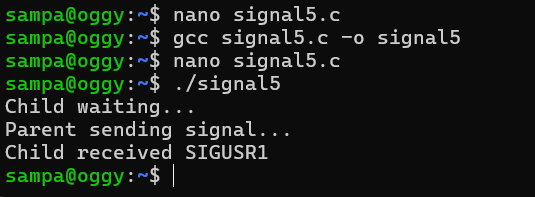 sampa@oggy:~$ nano signal5.c
sampa@oggy:~$ gcc signal5.c -o signal5
sampa@oggy:~$ nano signal5.c
sampa@oggy:~$ ./signal5
Child waiting...
Parent sending signal...
Child received SIGUSR1
sampa@oggy:~$